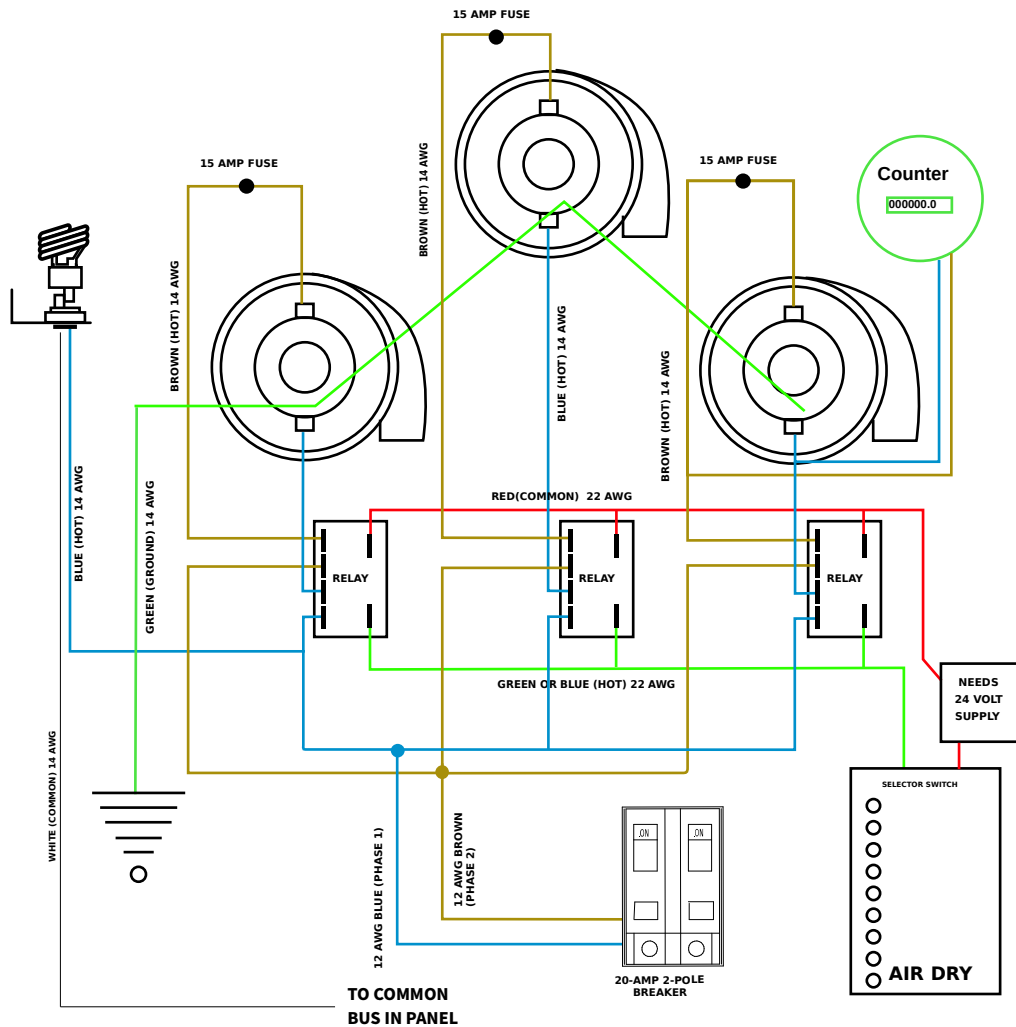 15 AMP FUSE
15 AMP FUSE
15 AMP FUSE
Counter
000000.0
BROWN (HOT) 14 AWG
BROWN (HOT) 14 AWG
BLUE (HOT) 14 AWG
BROWN (HOT) 14 AWG
BLUE (HOT) 14 AWG
GREEN (GROUND) 14 AWG
RED(COMMON) 22 AWG
RELAY
RELAY
RELAY
GREEN OR BLUE (HOT) 22 AWG
NEEDS
24 VOLT
SUPPLY
WHITE (COMMON) 14 AWG
SELECTOR SWITCH
12 AWG BLUE (PHASE 1)
12 AWG BROWN
(PHASE 2)
ON
ON
AIR DRY
20-AMP 2-POLE
BREAKER
TO COMMON
BUS IN PANEL